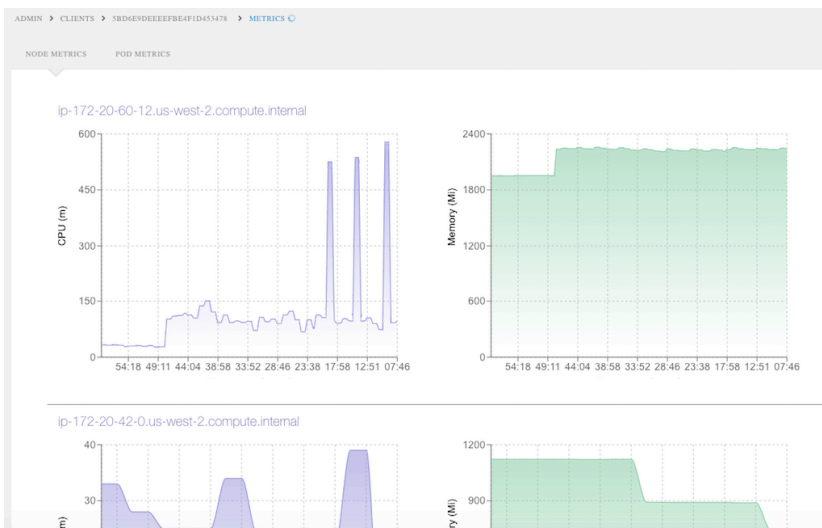 ADMIN > CLIENTS > 5BD6E9DEEEEFBE4F1D453478 > METRICS
NODE METRICS POD METRICS
ip-172-20-60-12.us-west-2.compute.internal
600
450
300
150
0
CPU (m)
54:18 49:11 44:04 38:58 33:52 28:46 23:38 17:58 12:51 07:46
2400
1800
1200
600
0
Memory (Mi)
54:18 49:11 44:04 38:58 33:52 28:46 23:38 17:58 12:51 07:46
ip-172-20-42-0.us-west-2.compute.internal
40
30
m)
1200
900
ry (Mi)